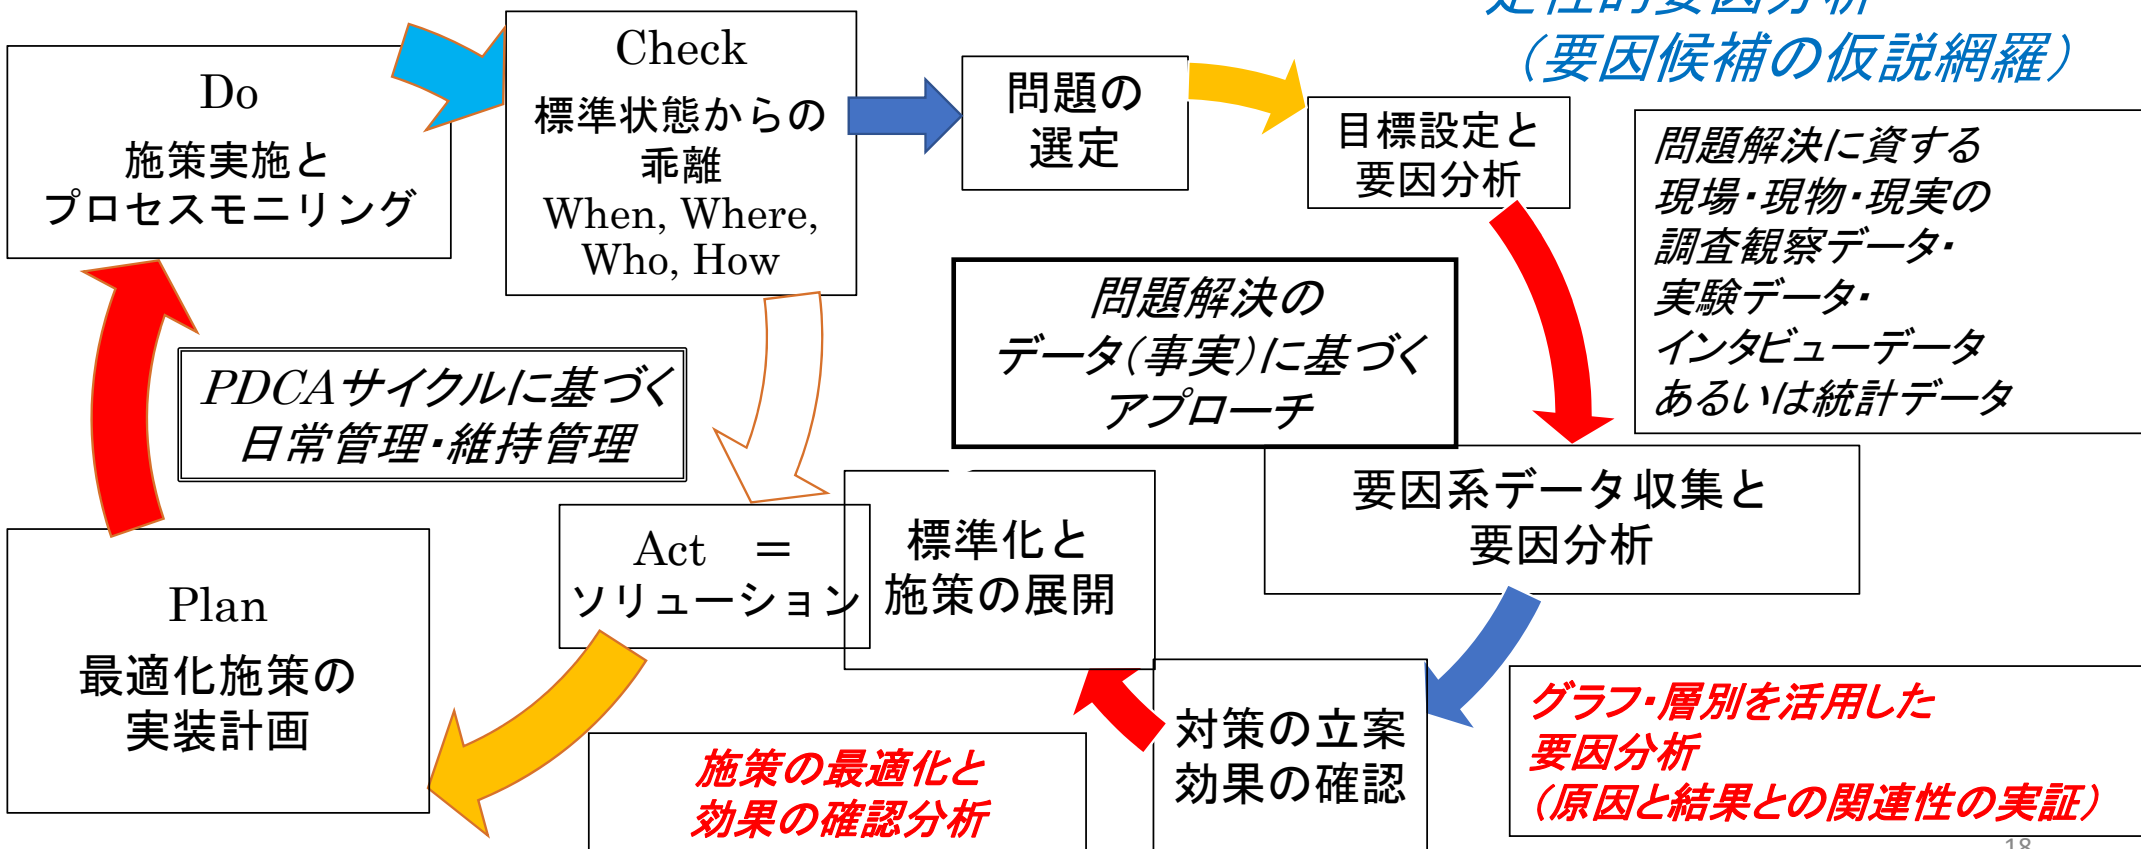 定性的要因分析
（要因候補の仮説網羅）
Do
施策実施と
プロセスモニリング
Check
標準状態からの
乖離
When, Where,
Who, How
問題の
選定
目標設定と
要因分析
問題解決に資する
現場・現物・現実の
調査観察データ・
実験データ・
インタビューデータ
あるいは統計データ
問題解決の
データ（事実）に基づく
アプローチ
PDCAサイクルに基づく
日常管理・維持管理
要因系データ収集と
要因分析
Act ＝
ソリューション
標準化と
施策の展開
Plan
最適化施策の
実装計画
対策の立案
効果の確認
グラフ・層別を活用した
要因分析
（原因と結果との関連性の実証）
施策の最適化と
効果の確認分析
18